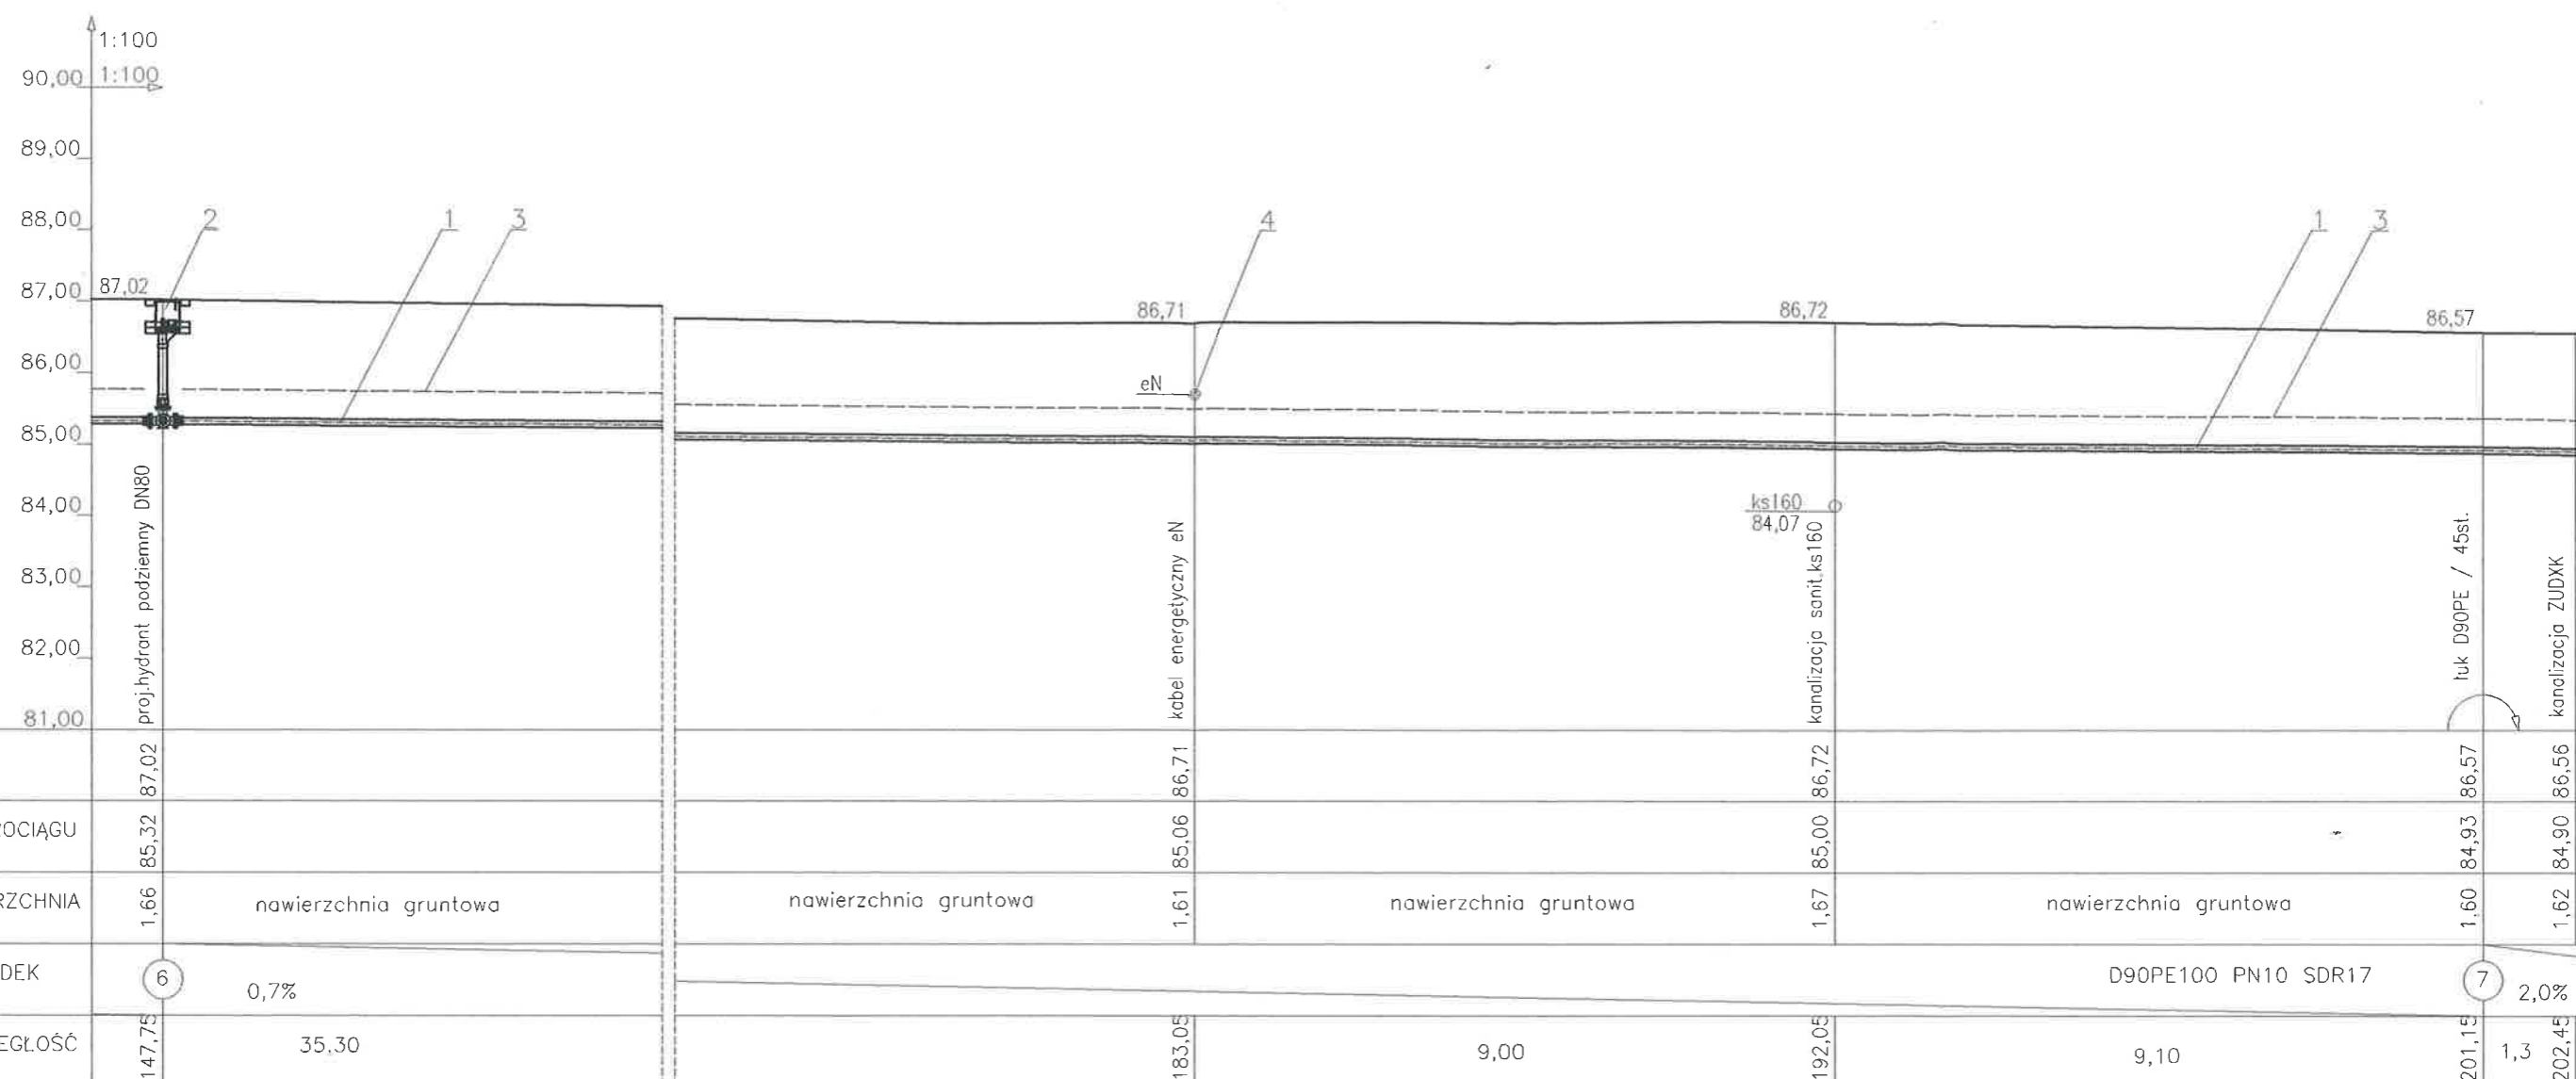 1:100
90,00 1:100
89,00
88,00 2 1 3 4 1 3
87,00 87,02 86,71 86,72 86,57
86,00 eN
85,00
84,00 ks160
84,07
83,00
82,00
81,00
proj.hydrant podziemny DN80
kabel energetyczny eN
kanalizacja sanit.ks160
łuk D90PE / 45st.
kanalizacja ZUDXK
87,02 86,71 86,72 86,57 86,56
OCIĄGU 85,32 85,06 85,00 84,93 84,90
RZCHNIA 1,66 nawierzchnia gruntowa nawierzchnia gruntowa 1,61 nawierzchnia gruntowa 1,67 nawierzchnia gruntowa 1,60 1,62
DEK 6 0,7% D90PE100 PN10 SDR17 7 2,0%
EGŁOŚĆ 147,75 35,30 183,05 9,00 192,05 9,10 201,15 1,3 202,45